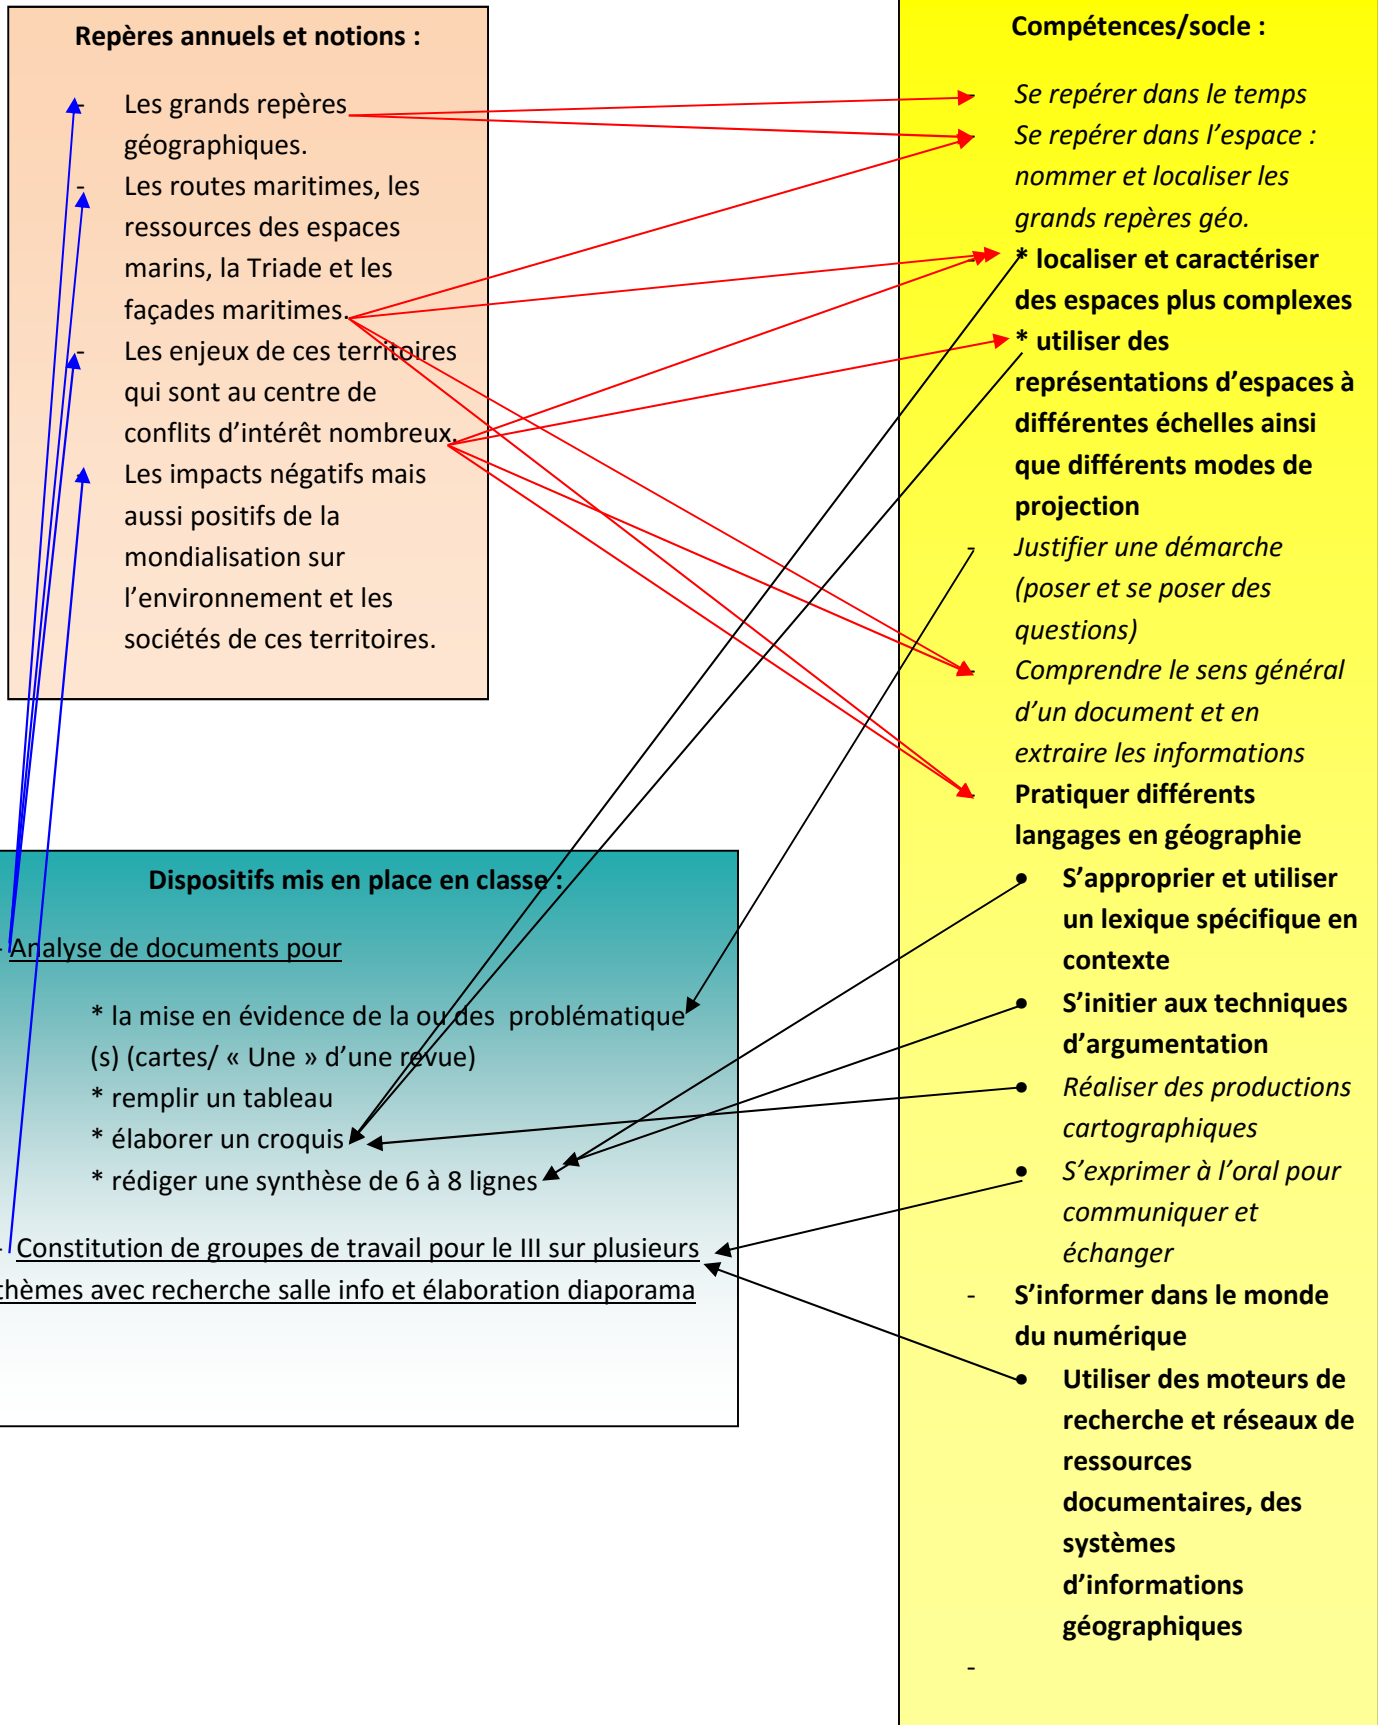 Repères annuels et notions :
- Les grands repères
géographiques.
- Les routes maritimes, les
ressources des espaces
marins, la Triade et les
façades maritimes.
- Les enjeux de ces territoires
qui sont au centre de
conflits d’intérêt nombreux.
- Les impacts négatifs mais
aussi positifs de la
mondialisation sur
l’environnement et les
sociétés de ces territoires.
Dispositifs mis en place en classe :
- Analyse de documents pour
* la mise en évidence de la ou des  problématique
(s) (cartes/ « Une » d’une revue)
* remplir un tableau
* élaborer un croquis
* rédiger une synthèse de 6 à 8 lignes
- Constitution de groupes de travail pour le III sur plusieurs
thèmes avec recherche salle info et élaboration diaporama
Compétences/socle :
- Se repérer dans le temps
- Se repérer dans l’espace :
nommer et localiser les
grands repères géo.
- * localiser et caractériser
des espaces plus complexes
* utiliser des
représentations d’espaces à
différentes échelles ainsi
que différents modes de
projection
- Justifier une démarche
(poser et se poser des
questions)
- Comprendre le sens général
d’un document et en
extraire les informations
- Pratiquer différents
langages en géographie
• S’approprier et utiliser
un lexique spécifique en
contexte
• S’initier aux techniques
d’argumentation
• Réaliser des productions
cartographiques
• S’exprimer à l’oral pour
communiquer et
échanger
- S’informer dans le monde
du numérique
• Utiliser des moteurs de
recherche et réseaux de
ressources
documentaires, des
systèmes
d’informations
géographiques
-